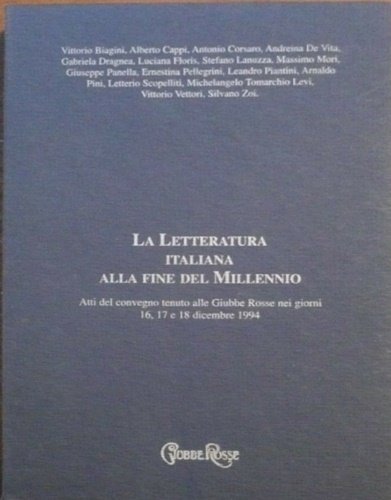 Vittorio Biagini, Alberto Cappi, Antonio Corsaro, Andreina De Vita,
Gabriela Dragnea, Luciana Floris, Stefano Lanuzza, Massimo Mori,
Giuseppe Panella, Ernestina Pellegrini, Leandro Piantini, Arnaldo
Pini, Letterio Scopelliti, Michelangelo Tomarchio Levi,
Vittorio Vettori, Silvano Zoi.
LA LETTERATURA
ITALIANA
ALLA FINE DEL MILLENNIO
Atti del convegno tenuto alle Giubbe Rosse nei giorni
16, 17 e 18 dicembre 1994
GIUBBE ROSSE